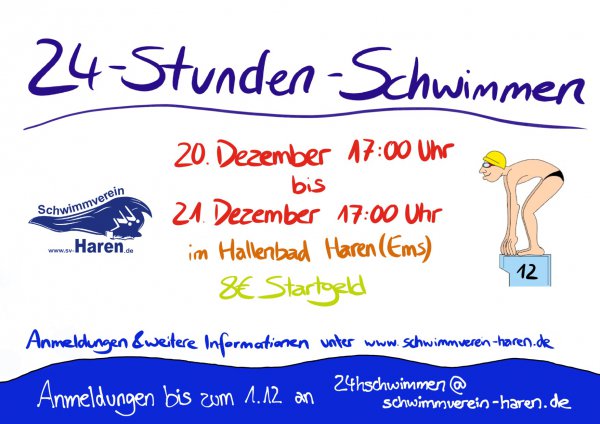 24-Stunden-Schwimmen
20. Dezember 17:00 Uhr
bis
21. Dezember 17:00 Uhr
im Hallenbad Haren (Ems)
8€ Startgeld
Schwimmverein
Haren
www.sv-Haren.de
12
Anmeldungen & weitere Informationen unter www.schwimmveren-haren.de
Anmeldungen bis zum 1.12 an 24hschwimmen@
schwimmverein-haren.de